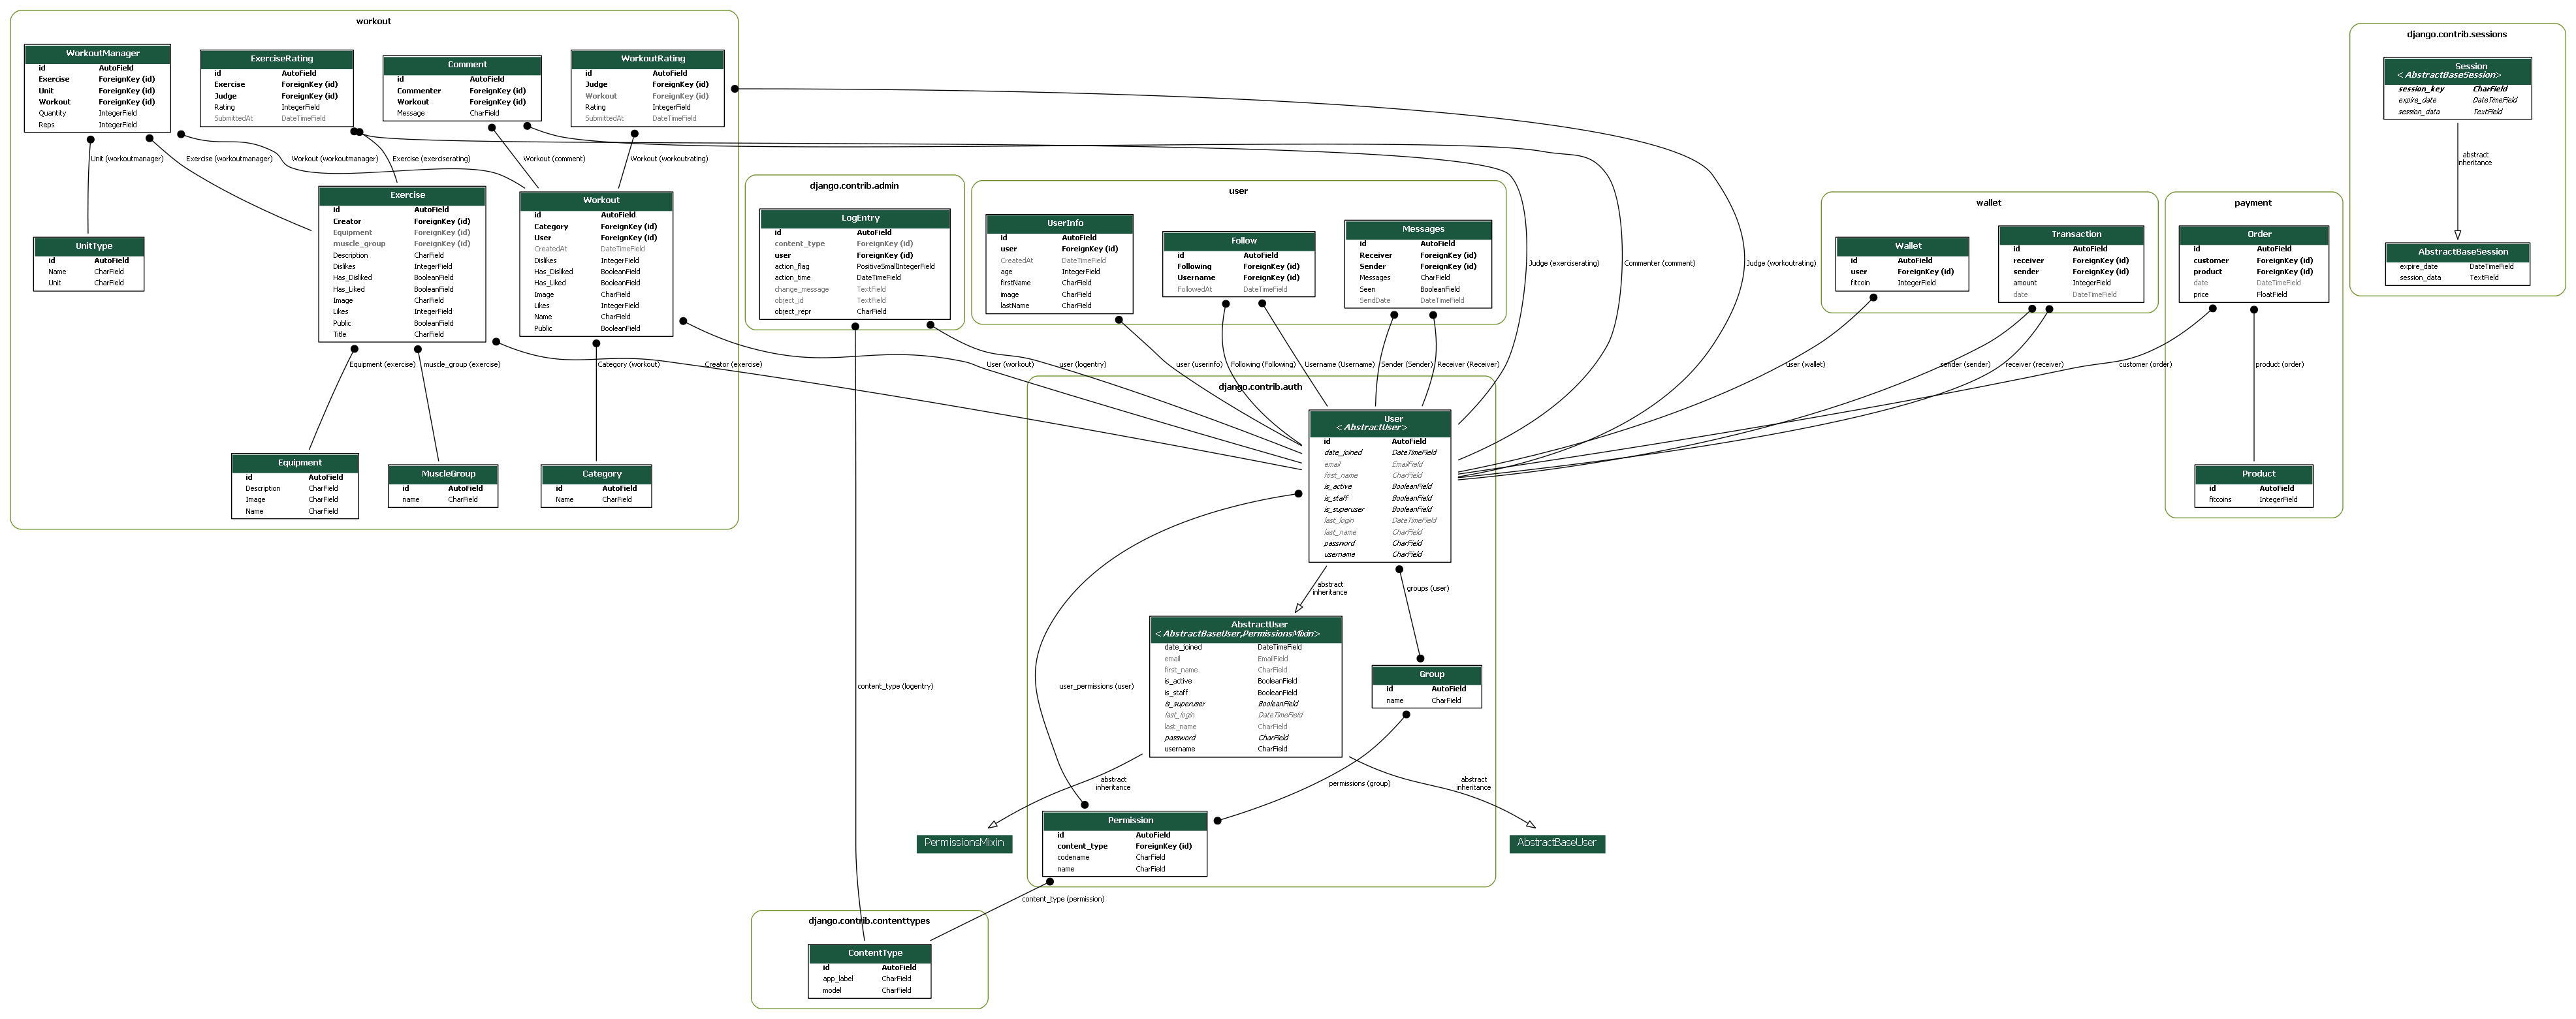 workout
WorkoutManager
id AutoField
Exercise ForeignKey (id)
Unit ForeignKey (id)
Workout ForeignKey (id)
Quantity IntegerField
Reps IntegerField
ExerciseRating
id AutoField
Exercise ForeignKey (id)
Judge ForeignKey (id)
Rating IntegerField
SubmittedAt DateTimeField
Comment
id AutoField
Commenter ForeignKey (id)
Workout ForeignKey (id)
Message CharField
WorkoutRating
id AutoField
Judge ForeignKey (id)
Workout ForeignKey (id)
Rating IntegerField
SubmittedAt DateTimeField
Unit (workoutmanager)
Exercise (workoutmanager)
Workout (workoutmanager)
Exercise (exerciserating)
Workout (comment)
Workout (workoutrating)
UnitType
id AutoField
Name CharField
Unit CharField
Exercise
id AutoField
Creator ForeignKey (id)
Equipment ForeignKey (id)
muscle_group ForeignKey (id)
Description CharField
Dislikes IntegerField
Has_Disliked BooleanField
Has_Liked BooleanField
Image CharField
Likes IntegerField
Public BooleanField
Title CharField
Workout
id AutoField
Category ForeignKey (id)
User ForeignKey (id)
CreatedAt DateTimeField
Dislikes IntegerField
Has_Disliked BooleanField
Has_Liked BooleanField
Image CharField
Likes IntegerField
Name CharField
Public BooleanField
Equipment (exercise)
muscle_group (exercise)
Category (workout)
Creator (exercise)
Equipment
id AutoField
Description CharField
Image CharField
Name CharField
MuscleGroup
id AutoField
name CharField
Category
id AutoField
Name CharField
django.contrib.admin
LogEntry
id AutoField
content_type ForeignKey (id)
user ForeignKey (id)
action_flag PositiveSmallIntegerField
action_time DateTimeField
change_message TextField
object_id TextField
object_repr CharField
user
UserInfo
id AutoField
user ForeignKey (id)
CreatedAt DateTimeField
age IntegerField
firstName CharField
image CharField
lastName CharField
Follow
id AutoField
Following ForeignKey (id)
Username ForeignKey (id)
FollowedAt DateTimeField
Messages
id AutoField
Receiver ForeignKey (id)
Sender ForeignKey (id)
Messages CharField
Seen BooleanField
SendDate DateTimeField
Judge (exerciserating)
Commenter (comment)
Judge (workoutrating)
User (workout)
user (logentry)
user (userinfo)
Following (Following)
Username (Username)
Sender (Sender)
Receiver (Receiver)
wallet
Wallet
id AutoField
user ForeignKey (id)
fitcoin IntegerField
Transaction
id AutoField
receiver ForeignKey (id)
sender ForeignKey (id)
amount IntegerField
date DateTimeField
payment
Order
id AutoField
customer ForeignKey (id)
product ForeignKey (id)
date DateTimeField
price FloatField
user (wallet)
sender (sender)
receiver (receiver)
customer (order)
product (order)
Product
id AutoField
fitcoins IntegerField
django.contrib.sessions
Session
<AbstractBaseSession>
session_key CharField
expire_date DateTimeField
session_data TextField
abstract
inheritance
AbstractBaseSession
expire_date DateTimeField
session_data TextField
django.contrib.auth
User
<AbstractUser>
id AutoField
date_joined DateTimeField
email EmailField
first_name CharField
is_active BooleanField
is_staff BooleanField
is_superuser BooleanField
last_login DateTimeField
last_name CharField
password CharField
username CharField
abstract
inheritance
groups (user)
AbstractUser
<AbstractBaseUser,PermissionsMixin>
date_joined DateTimeField
email EmailField
first_name CharField
is_active BooleanField
is_staff BooleanField
is_superuser BooleanField
last_login DateTimeField
last_name CharField
password CharField
username CharField
Group
id AutoField
name CharField
content_type (logentry)
user_permissions (user)
abstract
inheritance
permissions (group)
abstract
inheritance
PermissionsMixin
Permission
id AutoField
content_type ForeignKey (id)
codename CharField
name CharField
AbstractBaseUser
content_type (permission)
django.contrib.contenttypes
ContentType
id AutoField
app_label CharField
model CharField